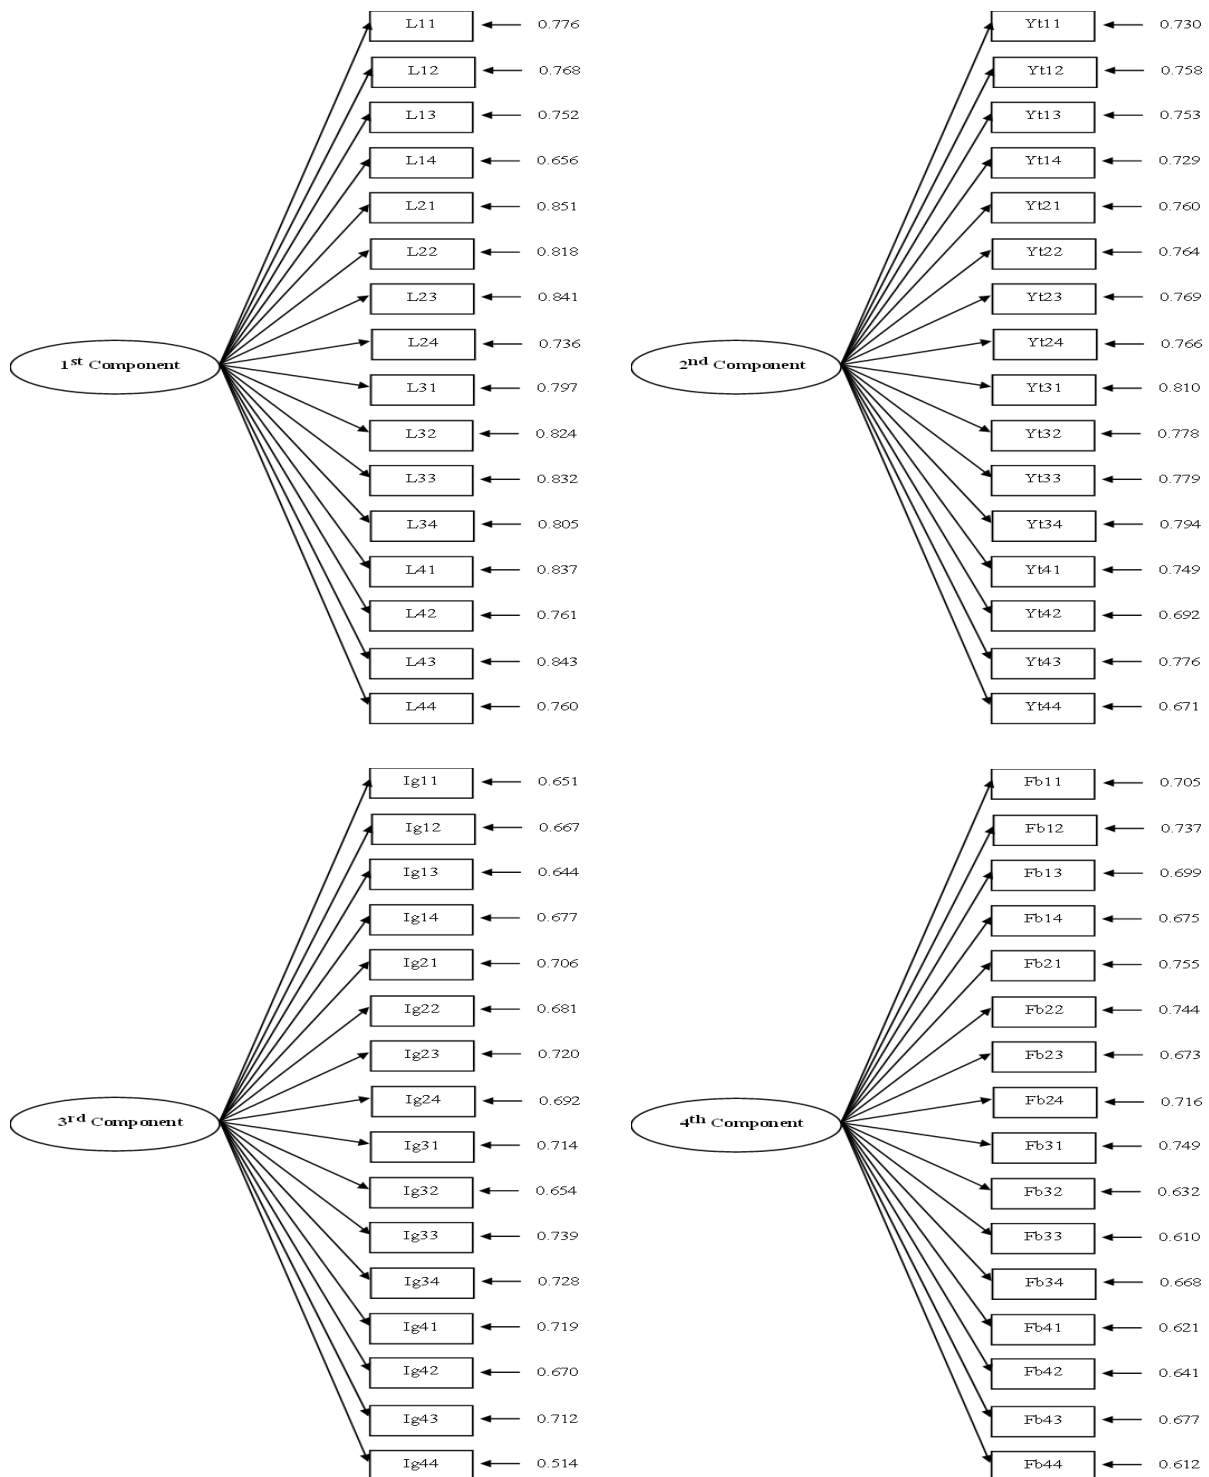 L11 0.776
L12 0.768
L13 0.752
L14 0.656
L21 0.851
L22 0.818
L23 0.841
L24 0.736
1st Component
L31 0.797
L32 0.824
L33 0.832
L34 0.805
L41 0.837
L42 0.761
L43 0.843
L44 0.760
Yt11 0.730
Yt12 0.758
Yt13 0.753
Yt14 0.729
Yt21 0.760
Yt22 0.764
Yt23 0.769
Yt24 0.766
2nd Component
Yt31 0.810
Yt32 0.778
Yt33 0.779
Yt34 0.794
Yt41 0.749
Yt42 0.692
Yt43 0.776
Yt44 0.671
Ig11 0.651
Ig12 0.667
Ig13 0.644
Ig14 0.677
Ig21 0.706
Ig22 0.681
Ig23 0.720
Ig24 0.692
3rd Component
Ig31 0.714
Ig32 0.654
Ig33 0.739
Ig34 0.728
Ig41 0.719
Ig42 0.670
Ig43 0.712
Ig44 0.514
Fb11 0.705
Fb12 0.737
Fb13 0.699
Fb14 0.675
Fb21 0.755
Fb22 0.744
Fb23 0.673
Fb24 0.716
4th Component
Fb31 0.749
Fb32 0.632
Fb33 0.610
Fb34 0.668
Fb41 0.621
Fb42 0.641
Fb43 0.677
Fb44 0.612